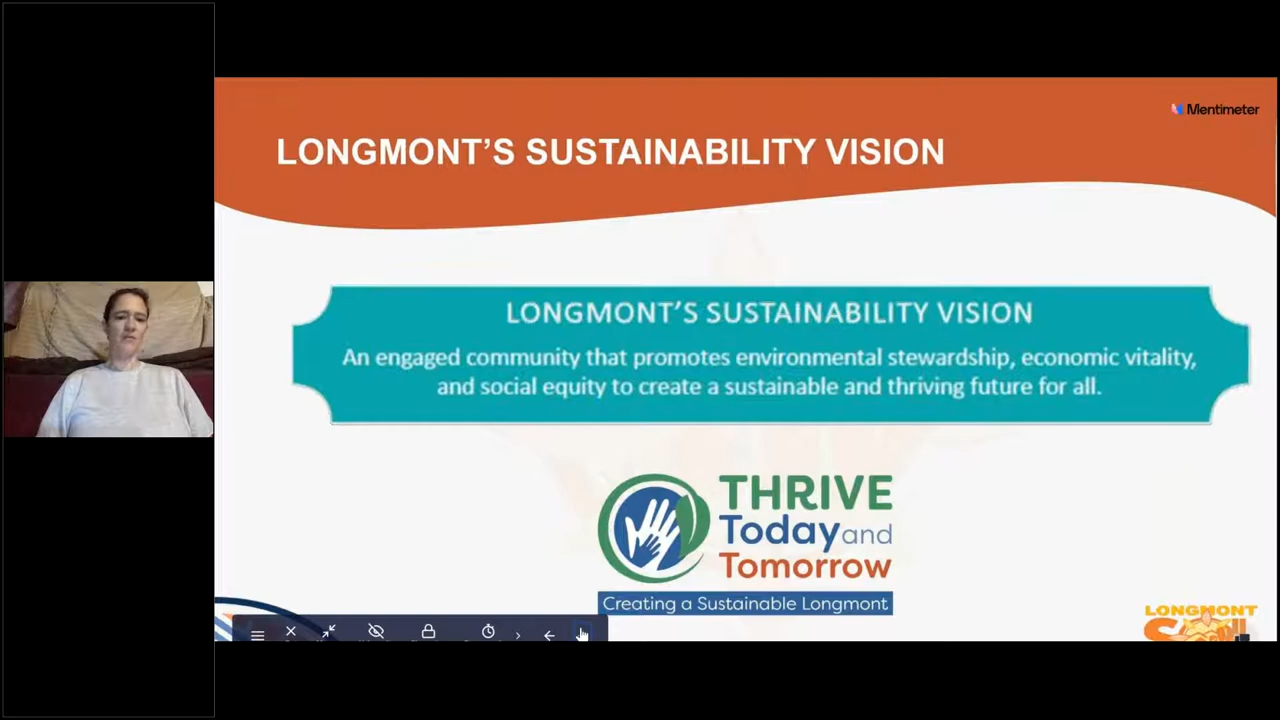 Mentimeter
LONGMONT’S SUSTAINABILITY VISION
LONGMONT’S SUSTAINABILITY VISION
An engaged community that promotes environmental stewardship, economic vitality,
and social equity to create a sustainable and thriving future for all.
THRIVE
Today and
Tomorrow
Creating a Sustainable Longmont
LONGMONT